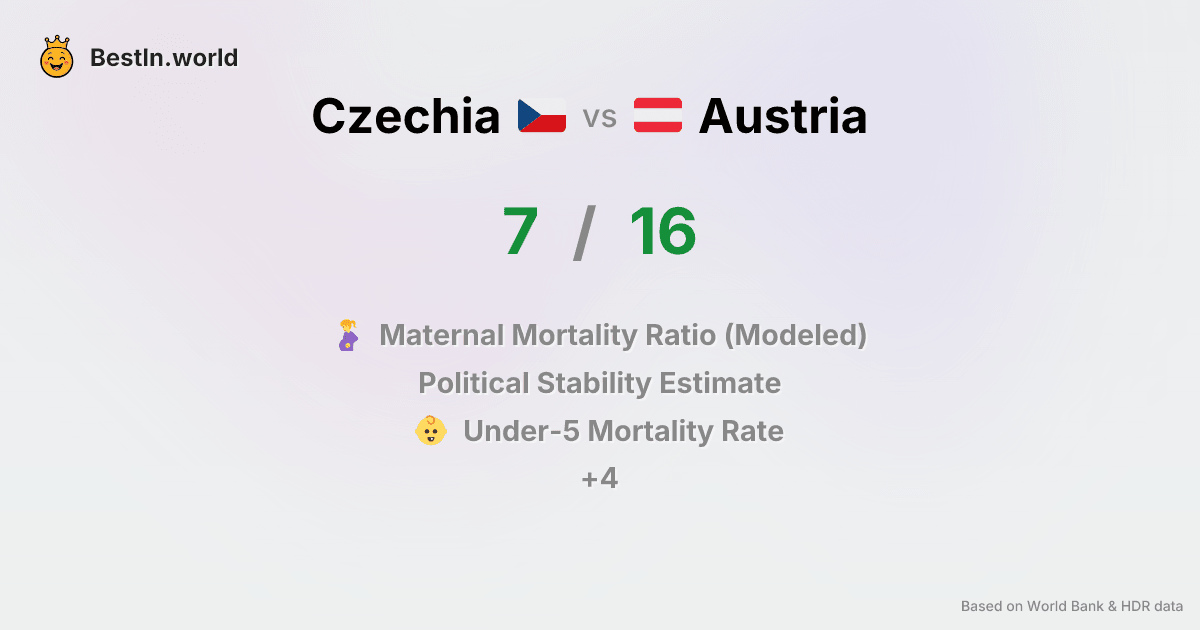 BestIn.world
Czechia vs Austria
7 / 16
Maternal Mortality Ratio (Modeled)
Political Stability Estimate
Under-5 Mortality Rate
+4
Based on World Bank & HDR data